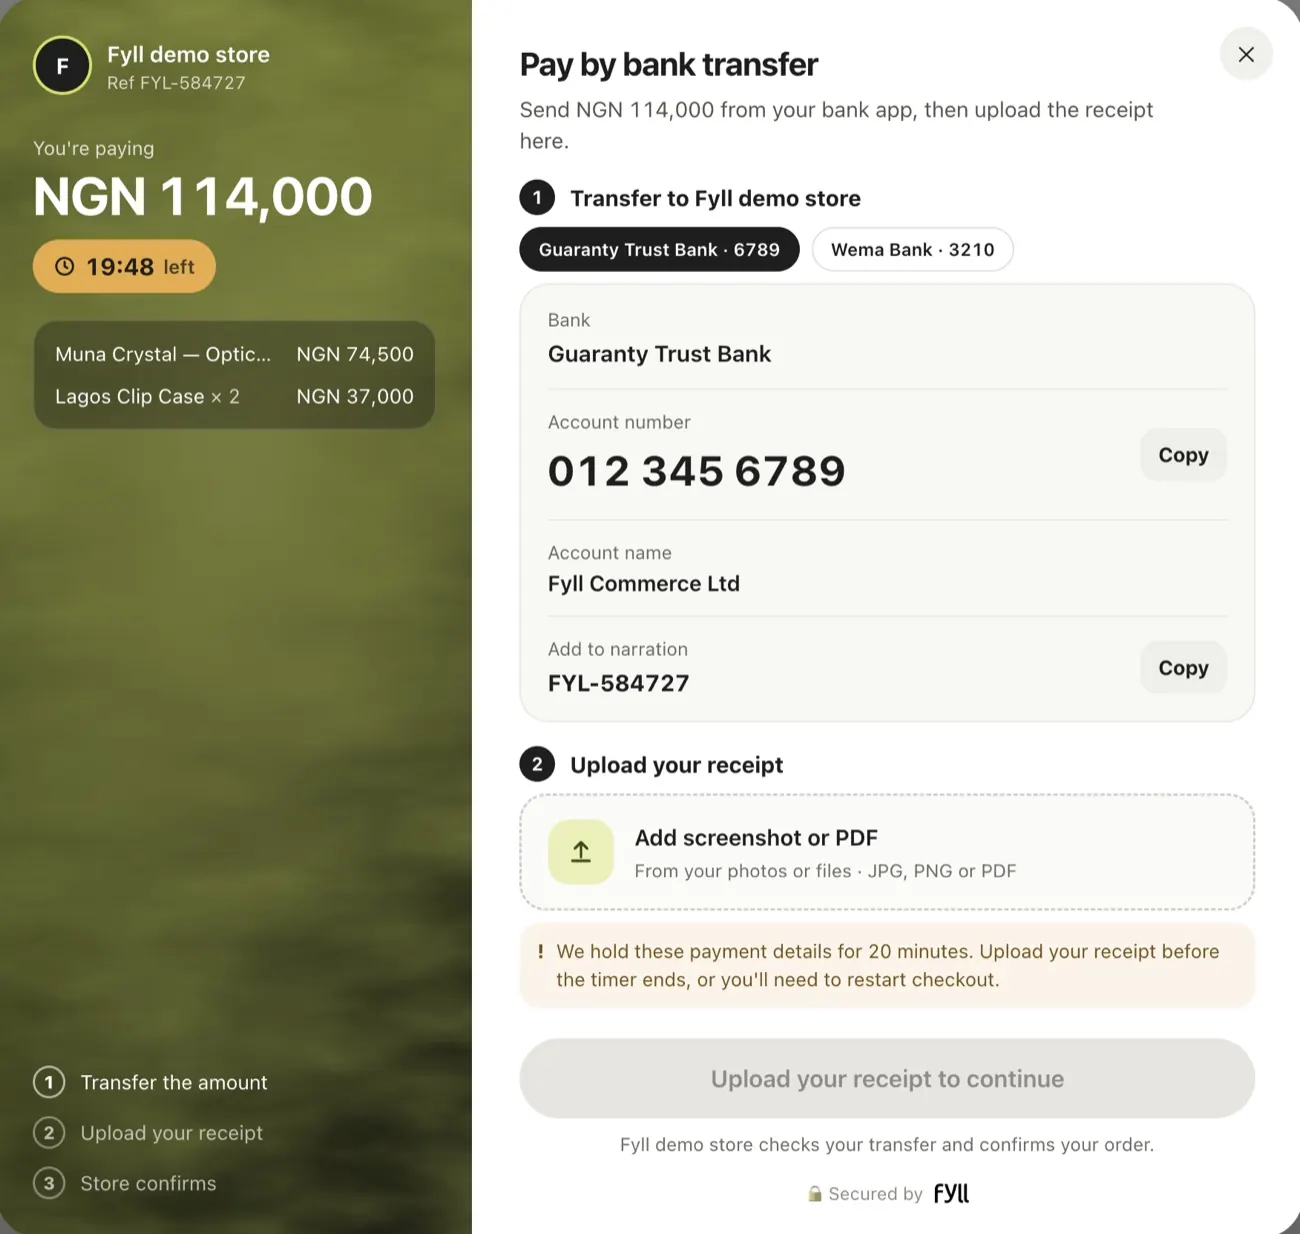 F
Fyll demo store
Ref FYL-584727
You're paying
NGN 114,000
19:48 left
Muna Crystal — Optic... NGN 74,500
Lagos Clip Case × 2 NGN 37,000
1 Transfer the amount
2 Upload your receipt
3 Store confirms
Pay by bank transfer
Send NGN 114,000 from your bank app, then upload the receipt
here.
1 Transfer to Fyll demo store
Guaranty Trust Bank · 6789 Wema Bank · 3210
Bank
Guaranty Trust Bank
Account number
012 345 6789
Copy
Account name
Fyll Commerce Ltd
Add to narration
FYL-584727
Copy
2 Upload your receipt
Add screenshot or PDF
From your photos or files · JPG, PNG or PDF
! We hold these payment details for 20 minutes. Upload your receipt before
the timer ends, or you'll need to restart checkout.
Upload your receipt to continue
Fyll demo store checks your transfer and confirms your order.
Secured by fyll